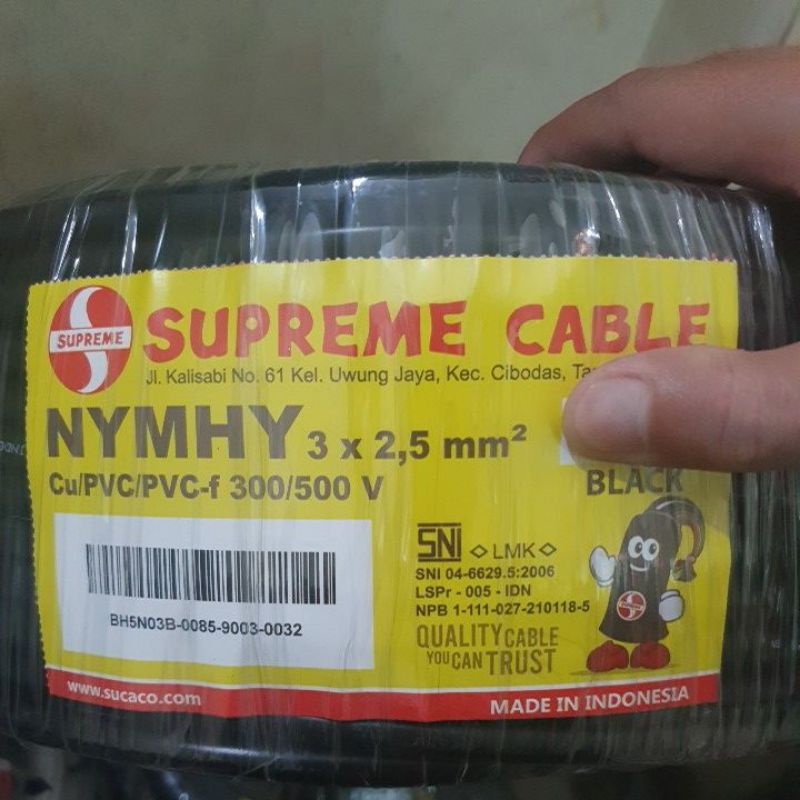 SUPREME
SUPREME CABLE
Jl. Kalisabi No. 61 Kel. Uwung Jaya, Kec. Cibodas,
NYMHY 3 x 2,5 mm²
Cu/PVC/PVC-f 300/500 V
BLACK
BH5N03B-0085-9003-0032
SNI LMK
SNI 04-6629.5:2006
LSPr - 005 - IDN
NPB 1-111-027-210118-5
QUALITY CABLE
YOU CAN TRUST
SUPREME
www.sucaco.com
MADE IN INDONESIA